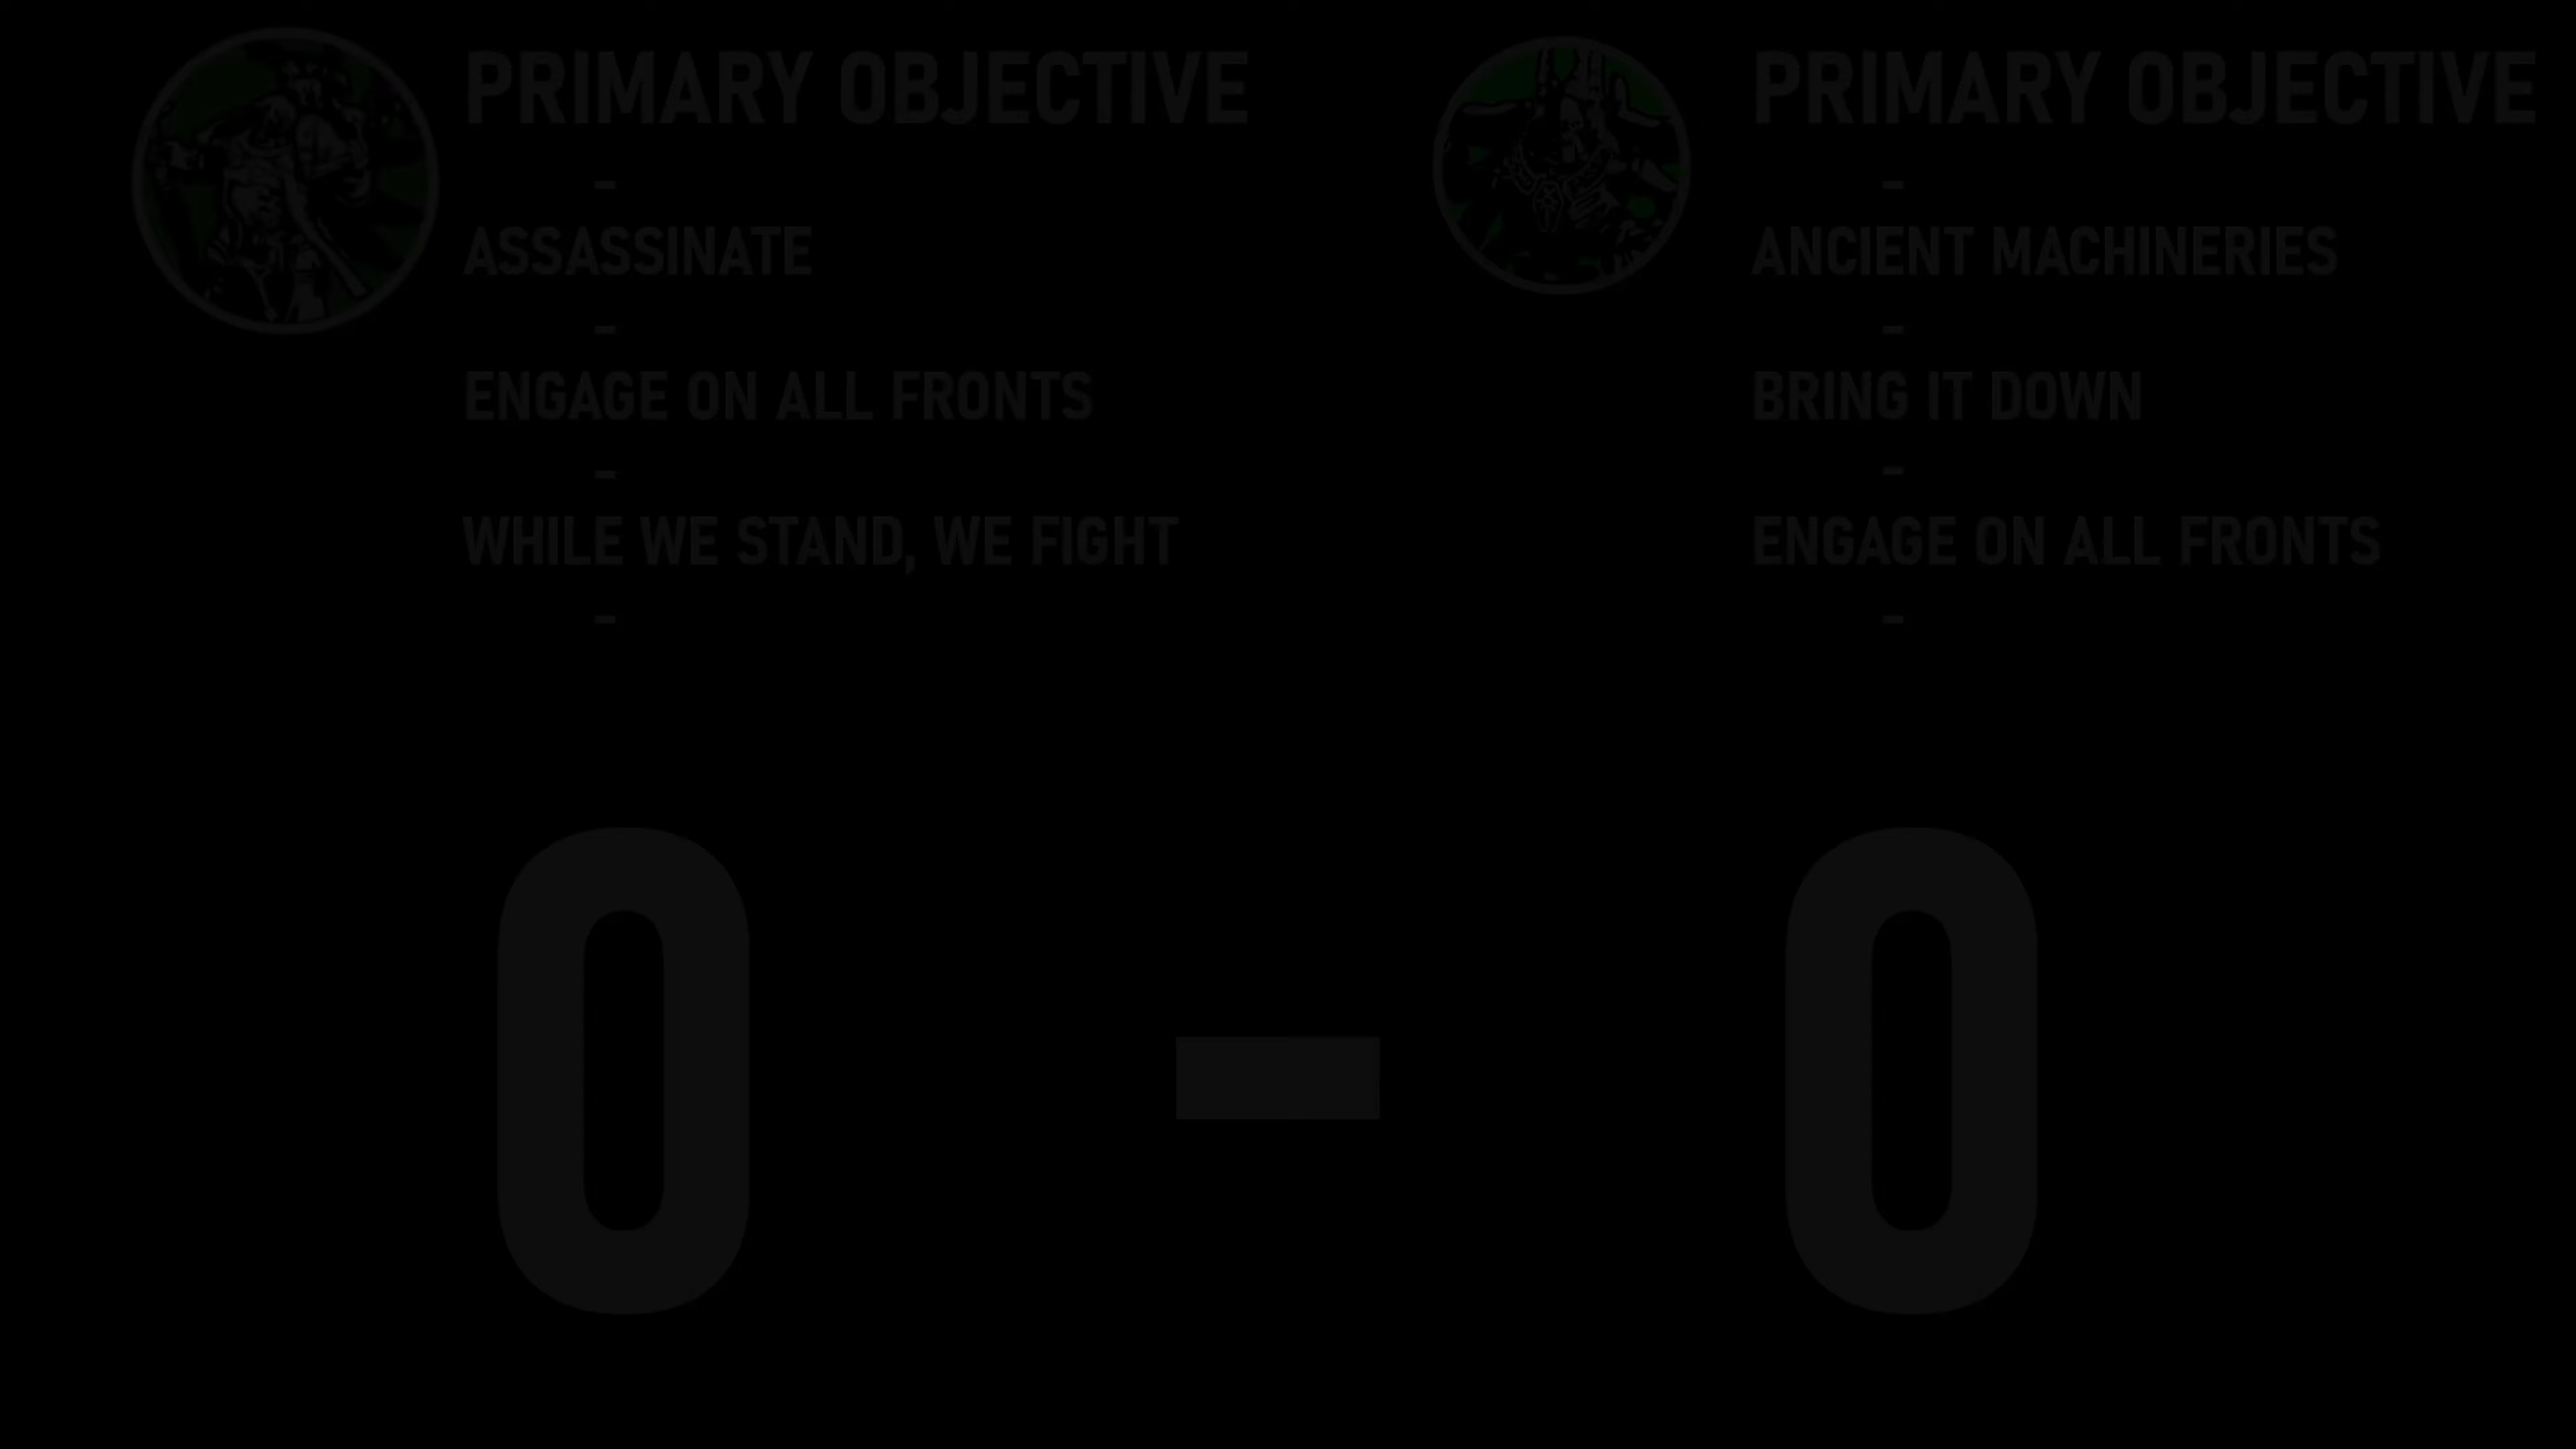 PRIMARY OBJECTIVE
-
ASSASSINATE
-
ENGAGE ON ALL FRONTS
-
WHILE WE STAND, WE FIGHT
-
PRIMARY OBJECTIVE
-
ANCIENT MACHINERIES
-
BRING IT DOWN
-
ENGAGE ON ALL FRONTS
-
0 - 0